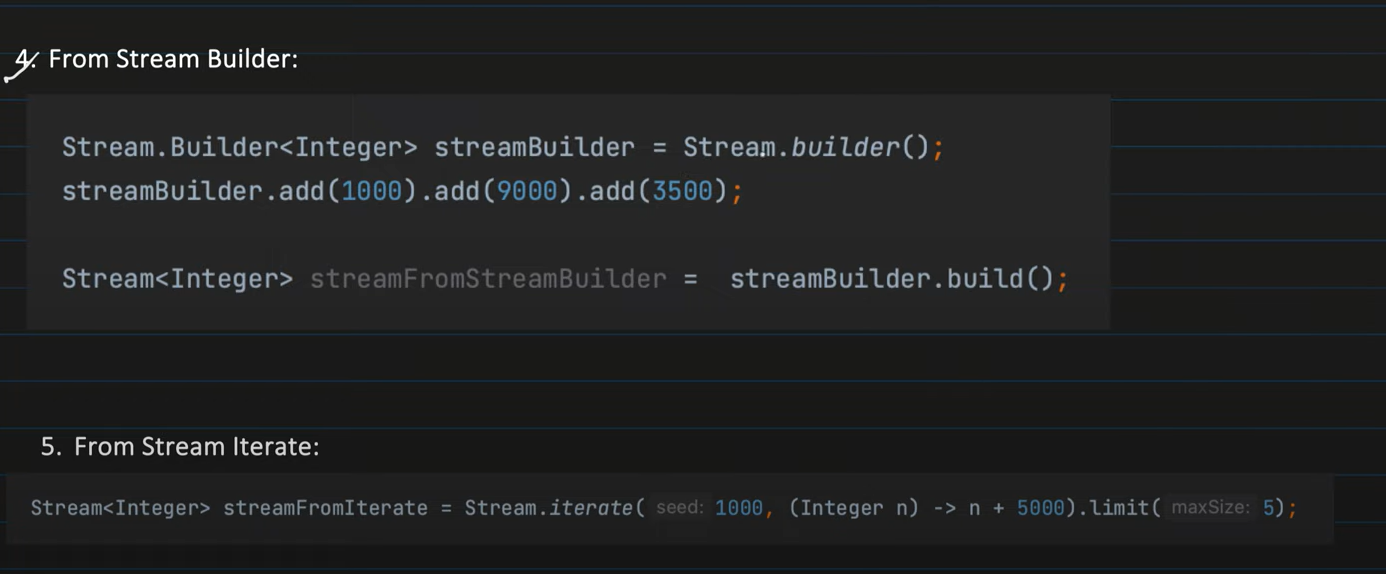 4. From Stream Builder:
Stream.Builder<Integer> streamBuilder = Stream.builder();
streamBuilder.add(1000).add(9000).add(3500);
Stream<Integer> streamFromStreamBuilder = streamBuilder.build();
5. From Stream Iterate:
Stream<Integer> streamFromIterate = Stream.iterate( seed: 1000, (Integer n) -> n + 5000).limit( maxSize: 5);